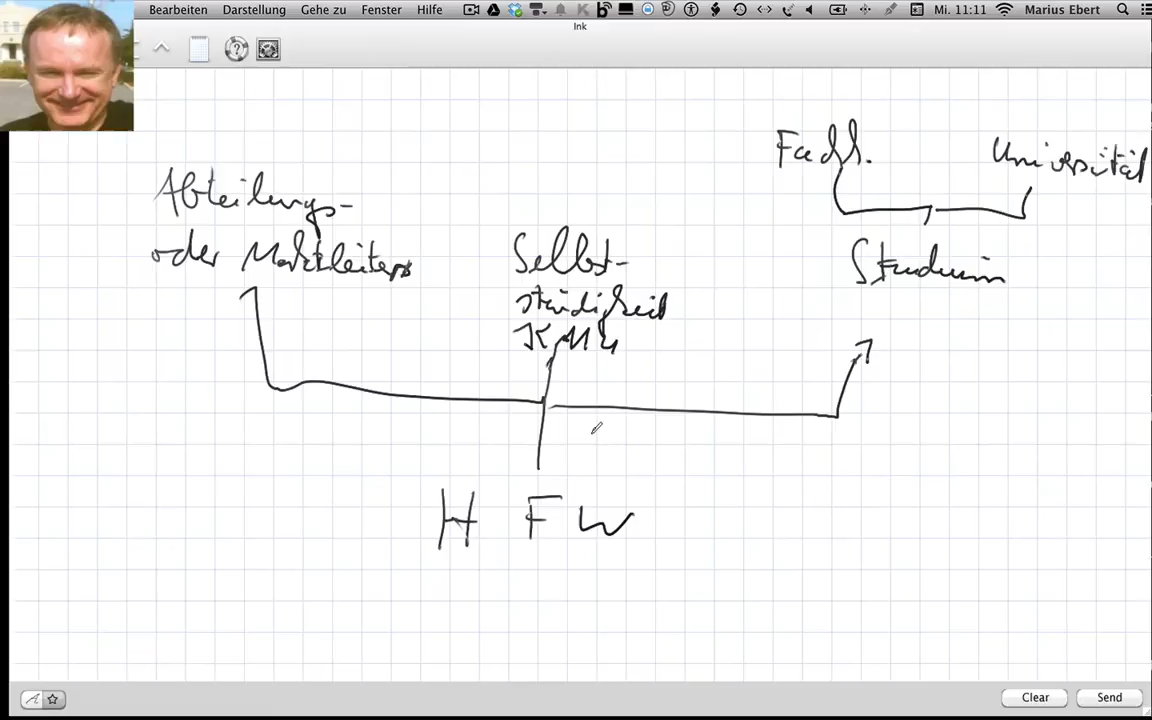 Bearbeiten Darstellung Gehe zu Fenster Hilfe Mi. 11:11 Marius Ebert
Ink
Fachh. Universität
Abteilungs-
oder Marktleiter
Selbst-
ständigkeit
KMU
Studium
H F W
Clear Send